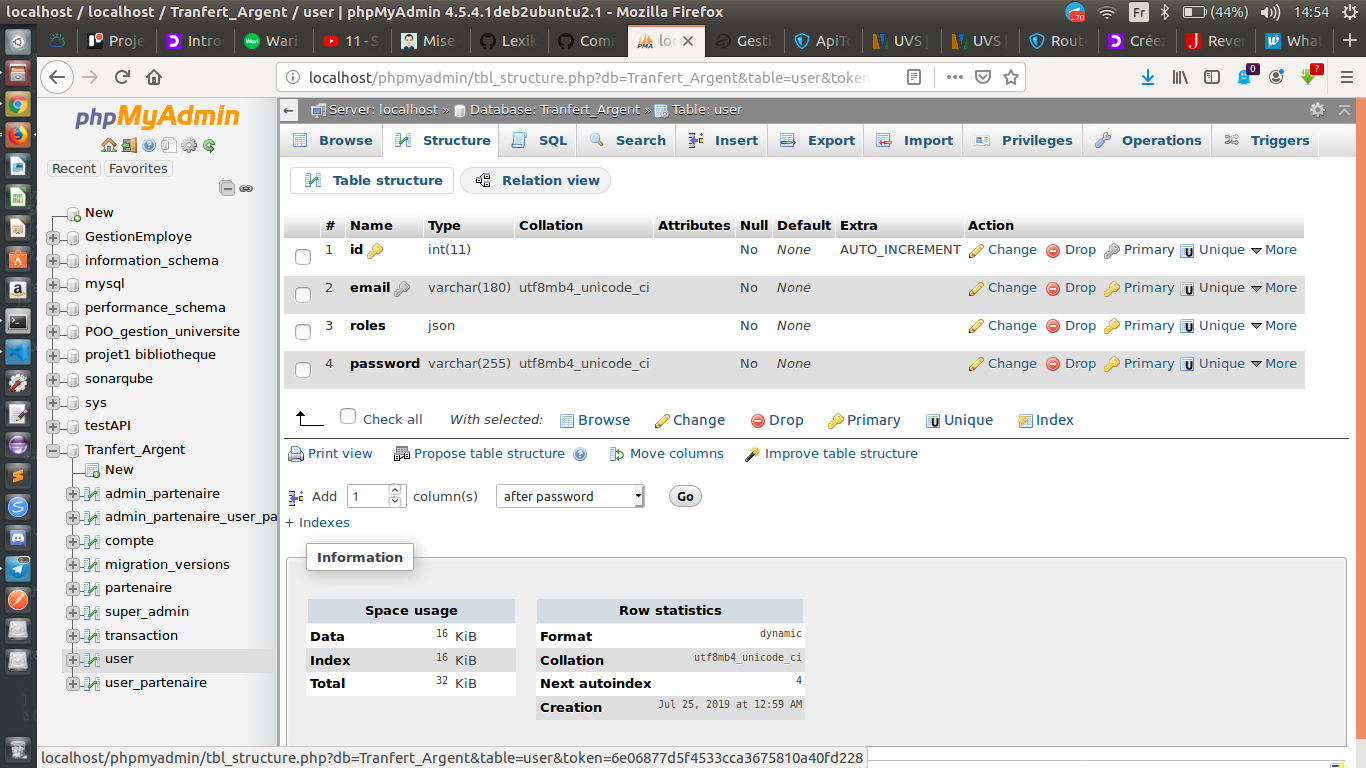 localhost / localhost / Tranfert_Argent / user | phpMyAdmin 4.5.4.1deb2ubuntu2.1 - Mozilla Firefox
70 Fr (44%) 14:54
Proje Intro Wari 11 - S Mise Lexik Com loc PMA Gesti ApiTo UVS | UVS | Route Créez Rever What
localhost/phpmyadmin/tbl_structure.php?db=Tranfert_Argent&table=user&token 0 ?
phpMyAdmin
Recent Favorites
New
GestionEmploye
information_schema
mysql
performance_schema
POO_gestion_universite
projet1 bibliotheque
sonarqube
sys
testAPI
Tranfert_Argent
New
admin_partenaire
admin_partenaire_user_pa
compte
migration_versions
partenaire
super_admin
transaction
user
user_partenaire
Server: localhost » Database: Tranfert_Argent » Table: user
Browse Structure SQL Search Insert Export Import Privileges Operations Triggers
Table structure Relation view
# Name Type Collation Attributes Null Default Extra Action
1 id int(11) No None AUTO_INCREMENT Change Drop Primary Unique More
2 email varchar(180) utf8mb4_unicode_ci No None Change Drop Primary Unique More
3 roles json No None Change Drop Primary Unique More
4 password varchar(255) utf8mb4_unicode_ci No None Change Drop Primary Unique More
Check all With selected: Browse Change Drop Primary Unique Index
Print view Propose table structure Move columns Improve table structure
Add 1 column(s) after password Go
+ Indexes
Information
Space usage
Data 16 KiB
Index 16 KiB
Total 32 KiB
Row statistics
Format dynamic
Collation utf8mb4_unicode_ci
Next autoindex 4
Creation Jul 25, 2019 at 12:59 AM
localhost/phpmyadmin/tbl_structure.php?db=Tranfert_Argent&table=user&token=6e06877d5f4533cca3675810a40fd228